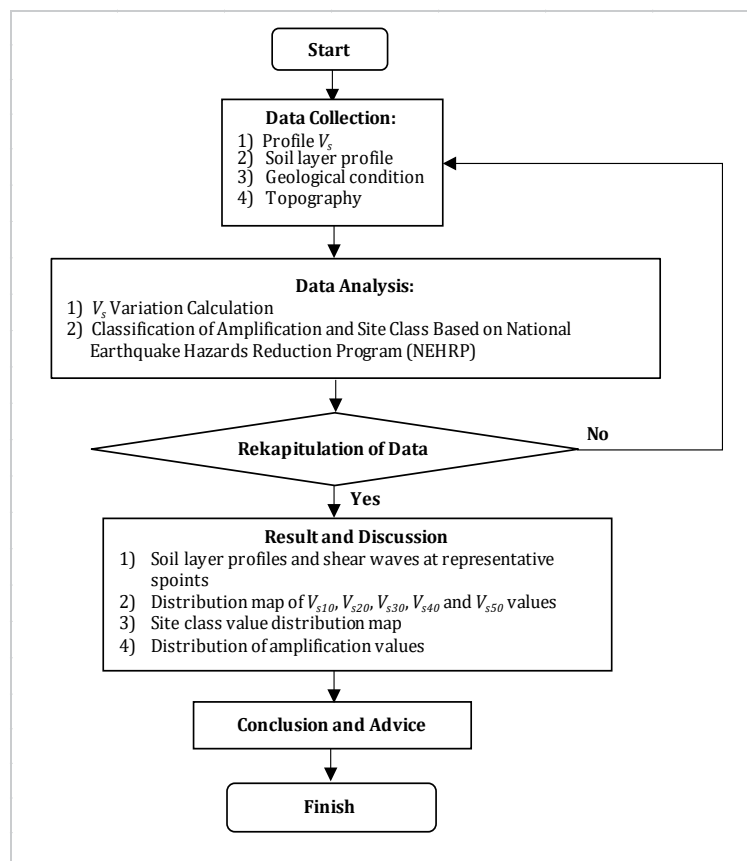 Start
Data Collection:
1) Profile Vs
2) Soil layer profile
3) Geological condition
4) Topography
Data Analysis:
1) Vs Variation Calculation
2) Classification of Amplification and Site Class Based on National
Earthquake Hazards Reduction Program (NEHRP)
Rekapitulation of Data
No
Yes
Result and Discussion
1) Soil layer profiles and shear waves at representative
spoints
2) Distribution map of Vs10, Vs20, Vs30, Vs40 and Vs50 values
3) Site class value distribution map
4) Distribution of amplification values
Conclusion and Advice
Finish